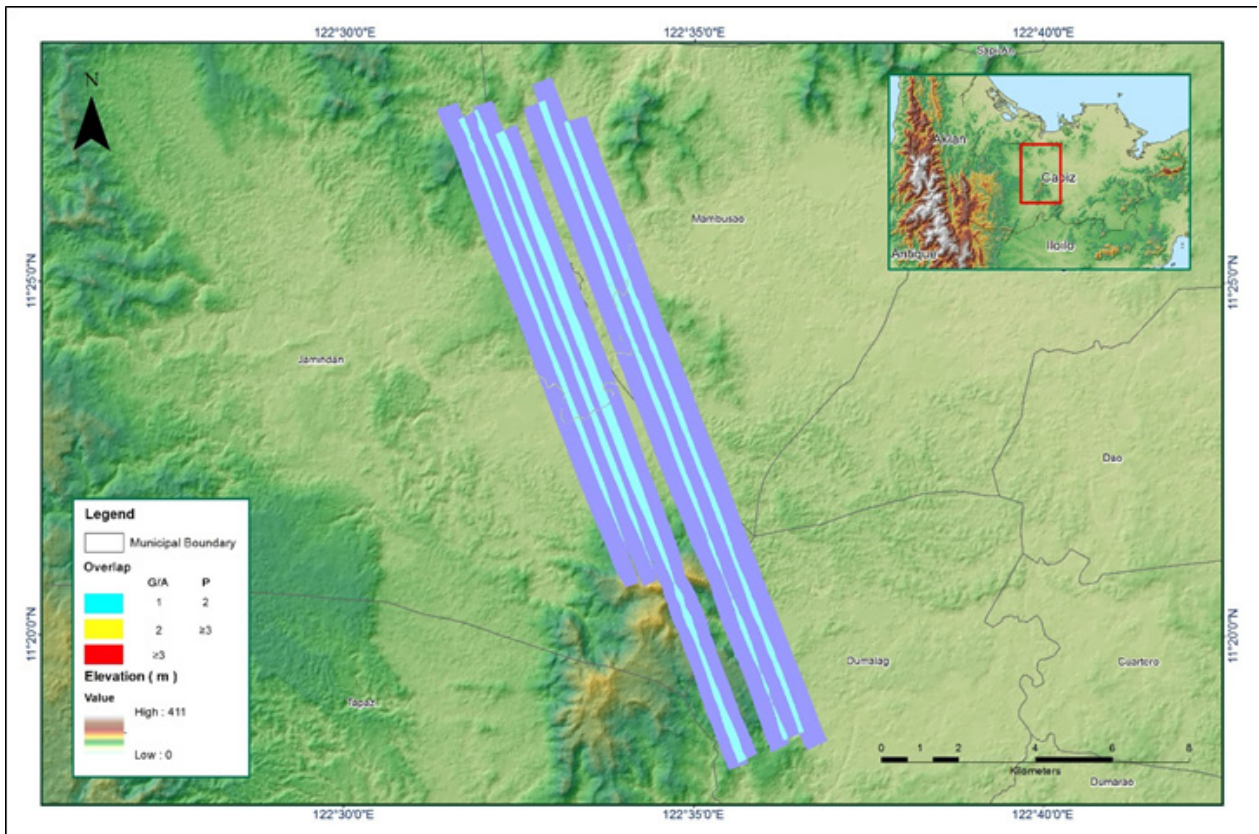 122°30'0"E 122°35'0"E 122°40'0"E
Sapi-An
N
Aklan
Capiz
Iloilo
Antique
Mambusao
11°25'0"N 11°25'0"N
Jamindan
Dao
Legend
Municipal Boundary
Overlap
G/A P
1 2
2 ≥3
≥3
Elevation ( m )
Value
High : 411
Low : 0
11°20'0"N 11°20'0"N
Dumalag
Cuartero
Tapaz
0 1 2 4 6 8
Kilometers
Dumarao
122°30'0"E 122°35'0"E 122°40'0"E